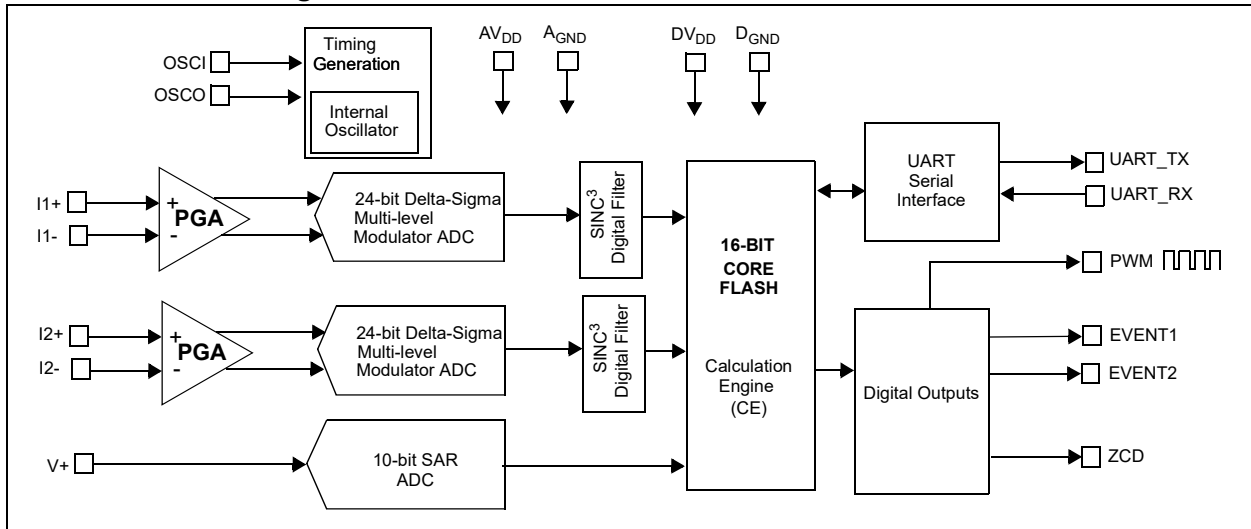 AVDD
AGND
DVDD
DGND
OSCI
OSCO
Timing
Generation
Internal
Oscillator
I1+
I1-
+
-
PGA
24-bit Delta-Sigma
Multi-level
Modulator ADC
SINC³
Digital Filter
I2+
I2-
+
-
PGA
24-bit Delta-Sigma
Multi-level
Modulator ADC
SINC³
Digital Filter
V+
10-bit SAR
ADC
16-BIT
CORE
FLASH
Calculation
Engine
(CE)
UART
Serial
Interface
UART_TX
UART_RX
Digital Outputs
PWM
EVENT1
EVENT2
ZCD